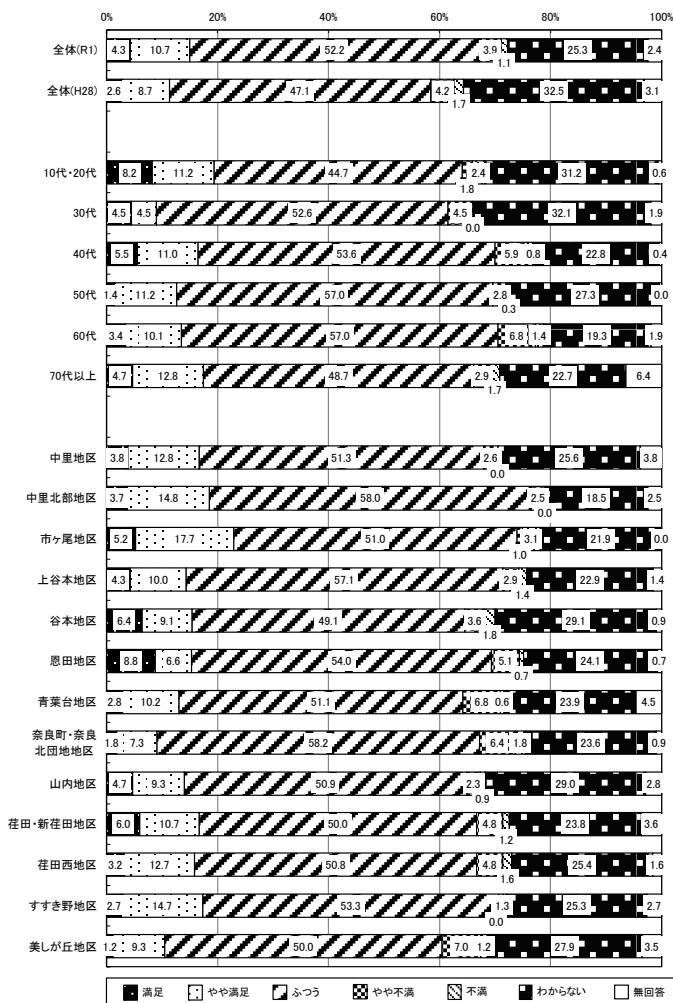 0% 20% 40% 60% 80% 100%
全体(R1) 4.3 10.7 52.2 3.9 1.1 25.3 2.4
全体(H28) 2.6 8.7 47.1 4.2 1.7 32.5 3.1
10代・20代 8.2 11.2 44.7 1.8 2.4 31.2 0.6
30代 4.5 4.5 52.6 4.5 0.0 32.1 1.9
40代 5.5 11.0 53.6 5.9 0.8 22.8 0.4
50代 1.4 11.2 57.0 2.8 0.3 27.3 0.0
60代 3.4 10.1 57.0 6.8 1.4 19.3 1.9
70代以上 4.7 12.8 48.7 2.9 1.7 22.7 6.4
中里地区 3.8 12.8 51.3 2.6 0.0 25.6 3.8
中里北部地区 3.7 14.8 58.0 2.5 0.0 18.5 2.5
市ヶ尾地区 5.2 17.7 51.0 3.1 1.0 21.9 0.0
上谷本地区 4.3 10.0 57.1 2.9 1.4 22.9 1.4
谷本地区 6.4 9.1 49.1 3.6 1.8 29.1 0.9
恩田地区 8.8 6.6 54.0 5.1 0.7 24.1 0.7
青葉台地区 2.8 10.2 51.1 6.8 0.6 23.9 4.5
奈良町・奈良
北団地地区 1.8 7.3 58.2 6.4 1.8 23.6 0.9
山内地区 4.7 9.3 50.9 2.3 0.9 29.0 2.8
荏田・新荏田地区 6.0 10.7 50.0 4.8 1.2 23.8 3.6
荏田西地区 3.2 12.7 50.8 4.8 1.6 25.4 1.6
すすき野地区 2.7 14.7 53.3 1.3 0.0 25.3 2.7
美しが丘地区 1.2 9.3 50.0 7.0 1.2 27.9 3.5
満足 やや満足 ふつう やや不満 不満 わからない 無回答